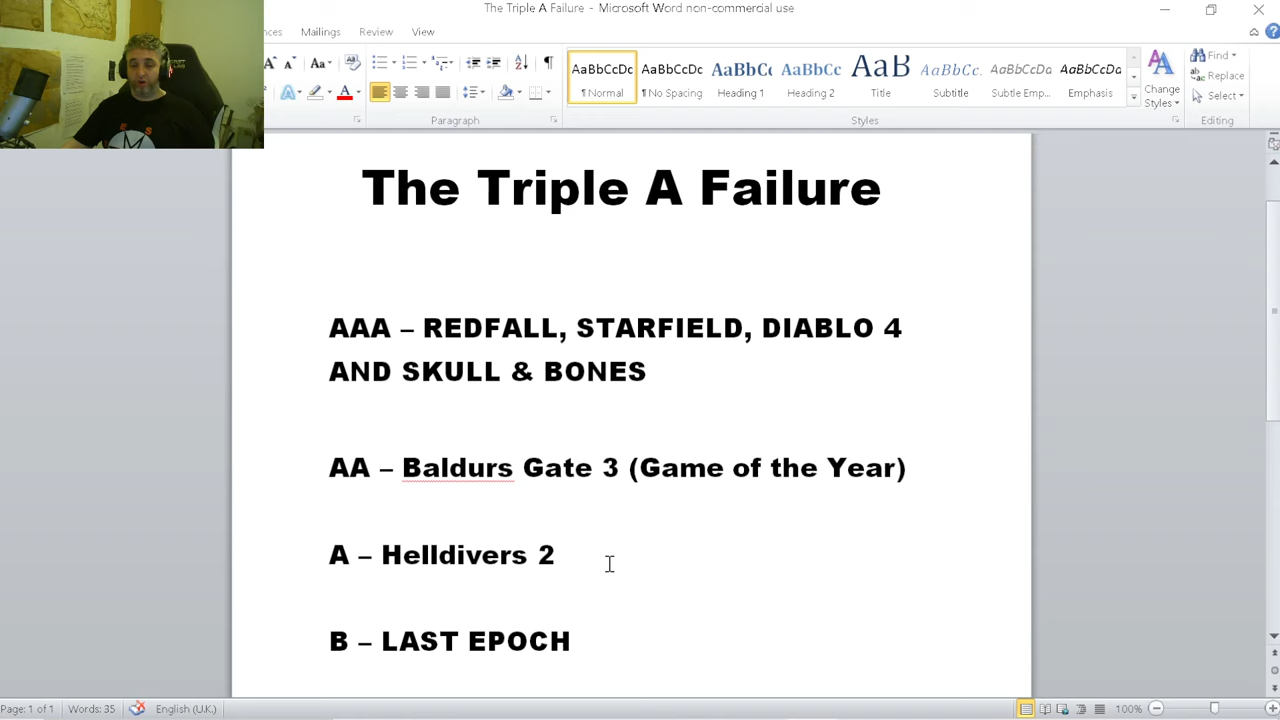 The Triple A Failure - Microsoft Word non-commercial use
nces Mailings Review View
Aa
AaBbCcDc AaBbCcDc AaBbCc AaBbCc AaB AaBbCc. AaBbCcDa AaBbCcDa
¶ Normal ¶ No Spacing Heading 1 Heading 2 Title Subtitle Subtle Emp... Emphasis
Change Styles
Find
Replace
Select
Paragraph Styles Editing
The Triple A Failure
AAA – REDFALL, STARFIELD, DIABLO 4
AND SKULL & BONES
AA – Baldurs Gate 3 (Game of the Year)
A – Helldivers 2
B – LAST EPOCH
Page: 1 of 1 Words: 35 English (U.K.) 100%